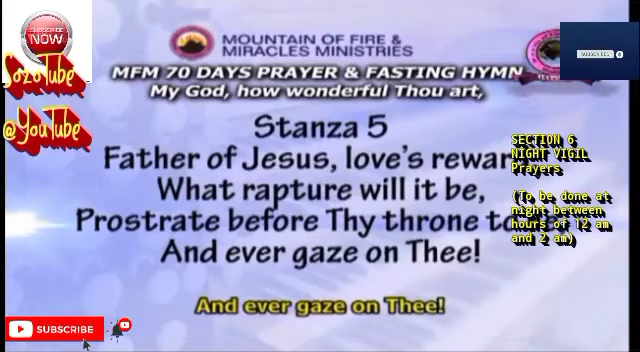 SUBSCRIBE
NOW
SozoTube
@YouTube
MOUNTAIN OF FIRE &
MIRACLES MINISTRIES
MFM 70 DAYS PRAYER & FASTING HYMN
My God, how wonderful Thou art,
SUBSCRIBE
Stanza 5
Father of Jesus, love's rewar
What rapture will it be,
Prostrate before Thy throne to
And ever gaze on Thee!
SECTION 6
NIGHT VIGIL
Prayers
(To be done at
night between
hours of 12 am
and 2 am)
And ever gaze on Thee!
SUBSCRIBE